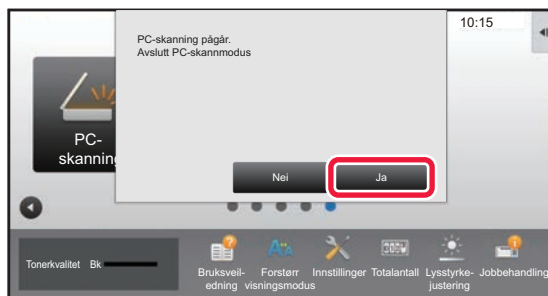 10:15
PC-skanning pågår.
Avslutt PC-skannmodus
PC-
skanning
Nei
Ja
Tonerkvalitet Bk
Bruksveil-
edning
Forstørr
visningsmodus
Innstillinger
Totalantall
Lysstyrke-
justering
Jobbehandling